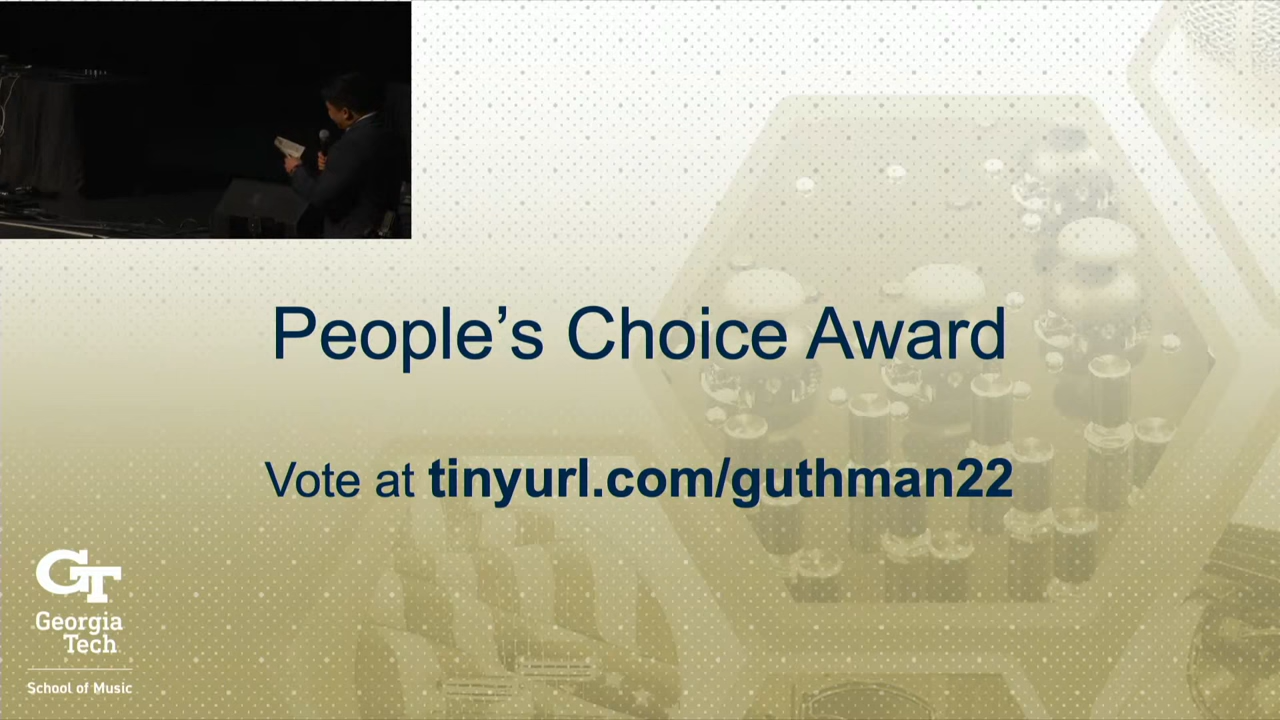 People's Choice Award
Vote at tinyurl.com/guthman22
GT
Georgia
Tech
School of Music